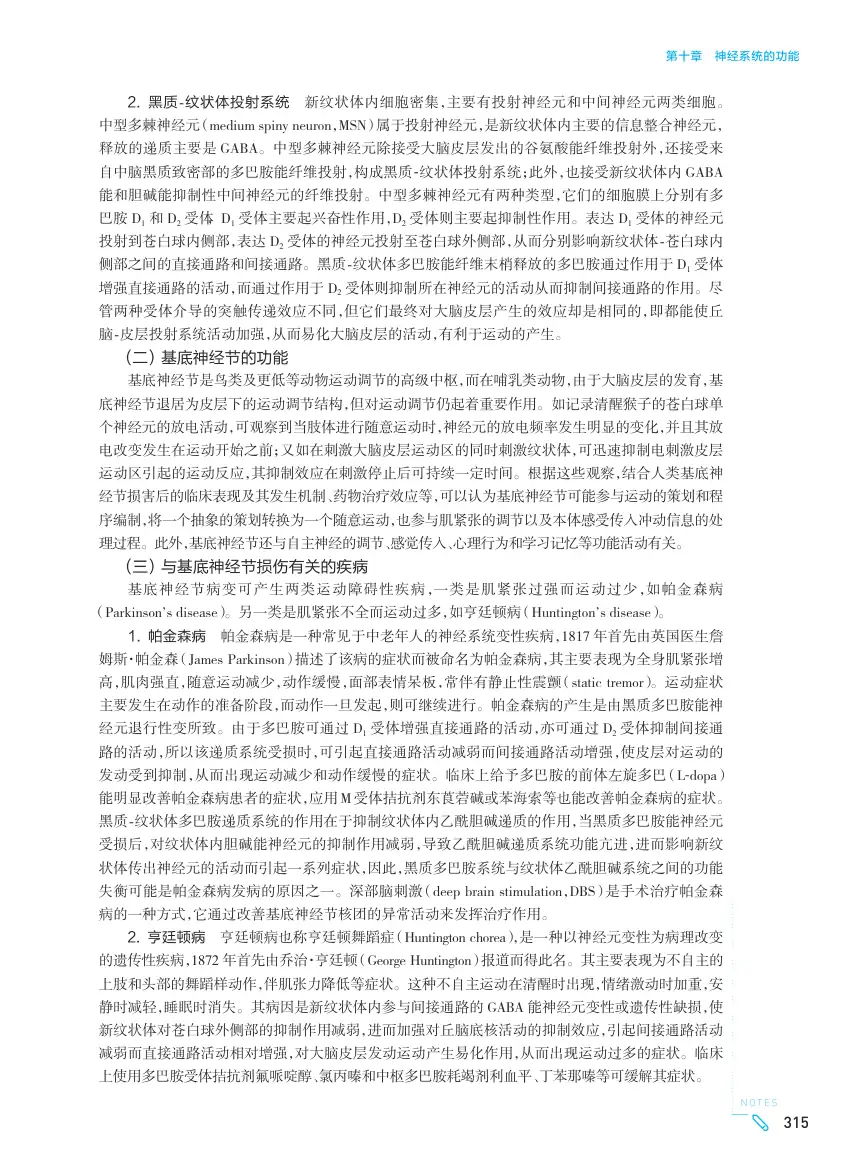 第十章　神经系统的功能
2. 黑质-纹状体投射系统　新纹状体内细胞密集,主要有投射神经元和中间神经元两类细胞。
中型多棘神经元(medium spiny neuron,MSN)属于投射神经元,是新纹状体内主要的信息整合神经元,
释放的递质主要是 GABA。中型多棘神经元除接受大脑皮层发出的谷氨酸能纤维投射外,还接受来
自中脑黑质致密部的多巴胺能纤维投射,构成黑质-纹状体投射系统;此外,也接受新纹状体内 GABA
能和胆碱能抑制性中间神经元的纤维投射。中型多棘神经元有两种类型,它们的细胞膜上分别有多
巴胺 D₁ 和 D₂ 受体 D₁ 受体主要起兴奋性作用,D₂ 受体则主要起抑制性作用。表达 D₁ 受体的神经元
投射到苍白球内侧部,表达 D₂ 受体的神经元投射至苍白球外侧部,从而分别影响新纹状体-苍白球内
侧部之间的直接通路和间接通路。黑质-纹状体多巴胺能纤维末梢释放的多巴胺通过作用于 D₁ 受体
增强直接通路的活动,而通过作用于 D₂ 受体则抑制所在神经元的活动从而抑制间接通路的作用。尽
管两种受体介导的突触传递效应不同,但它们最终对大脑皮层产生的效应却是相同的,即都能使丘
脑-皮层投射系统活动加强,从而易化大脑皮层的活动,有利于运动的产生。
(二)基底神经节的功能
基底神经节是鸟类及更低等动物运动调节的高级中枢,而在哺乳类动物,由于大脑皮层的发育,基
底神经节退居为皮层下的运动调节结构,但对运动调节仍起着重要作用。如记录清醒猴子的苍白球单
个神经元的放电活动,可观察到当肢体进行随意运动时,神经元的放电频率发生明显的变化,并且其放
电改变发生在运动开始之前;又如在刺激大脑皮层运动区的同时刺激纹状体,可迅速抑制电刺激皮层
运动区引起的运动反应,其抑制效应在刺激停止后可持续一定时间。根据这些观察,结合人类基底神
经节损害后的临床表现及其发生机制、药物治疗效应等,可以认为基底神经节可能参与运动的策划和程
序编制,将一个抽象的策划转换为一个随意运动,也参与肌紧张的调节以及本体感受传入冲动信息的处
理过程。此外,基底神经节还与自主神经的调节、感觉传入、心理行为和学习记忆等功能活动有关。
(三)与基底神经节损伤有关的疾病
基底神经节病变可产生两类运动障碍性疾病,一类是肌紧张过强而运动过少,如帕金森病
(Parkinson's disease)。另一类是肌紧张不全而运动过多,如亨廷顿病(Huntington's disease)。
1. 帕金森病　帕金森病是一种常见于中老年人的神经系统变性疾病,1817 年首先由英国医生詹
姆斯·帕金森(James Parkinson)描述了该病的症状而被命名为帕金森病,其主要表现为全身肌紧张增
高,肌肉强直,随意运动减少,动作缓慢,面部表情呆板,常伴有静止性震颤(static tremor)。运动症状
主要发生在动作的准备阶段,而动作一旦发起,则可继续进行。帕金森病的产生是由黑质多巴胺能神
经元退行性变所致。由于多巴胺可通过 D₁ 受体增强直接通路的活动,亦可通过 D₂ 受体抑制间接通
路的活动,所以该递质系统受损时,可引起直接通路活动减弱而间接通路活动增强,使皮层对运动的
发动受到抑制,从而出现运动减少和动作缓慢的症状。临床上给予多巴胺的前体左旋多巴(L-dopa)
能明显改善帕金森病患者的症状,应用 M 受体拮抗剂东莨菪碱或苯海索等也能改善帕金森病的症状。
黑质-纹状体多巴胺递质系统的作用在于抑制纹状体内乙酰胆碱递质的作用,当黑质多巴胺能神经元
受损后,对纹状体内胆碱能神经元的抑制作用减弱,导致乙酰胆碱递质系统功能亢进,进而影响新纹
状体传出神经元的活动而引起一系列症状,因此,黑质多巴胺系统与纹状体乙酰胆碱系统之间的功能
失衡可能是帕金森病发病的原因之一。深部脑刺激(deep brain stimulation,DBS)是手术治疗帕金森
病的一种方式,它通过改善基底神经节核团的异常活动来发挥治疗作用。
2. 亨廷顿病　亨廷顿病也称亨廷顿舞蹈症(Huntington chorea),是一种以神经元变性为病理改变
的遗传性疾病,1872 年首先由乔治·亨廷顿(George Huntington)报道而得此名。其主要表现为不自主的
上肢和头部的舞蹈样动作,伴肌张力降低等症状。这种不自主运动在清醒时出现,情绪激动时加重,安
静时减轻,睡眠时消失。其病因是新纹状体内参与间接通路的 GABA 能神经元变性或遗传性缺损,使
新纹状体对苍白球外侧部的抑制作用减弱,进而加强对丘脑底核活动的抑制效应,引起间接通路活动
减弱而直接通路活动相对增强,对大脑皮层发动运动产生易化作用,从而出现运动过多的症状。临床
上使用多巴胺受体拮抗剂氟哌啶醇、氯丙嗪和中枢多巴胺耗竭剂利血平、丁苯那嗪等可缓解其症状。
NOTES
315